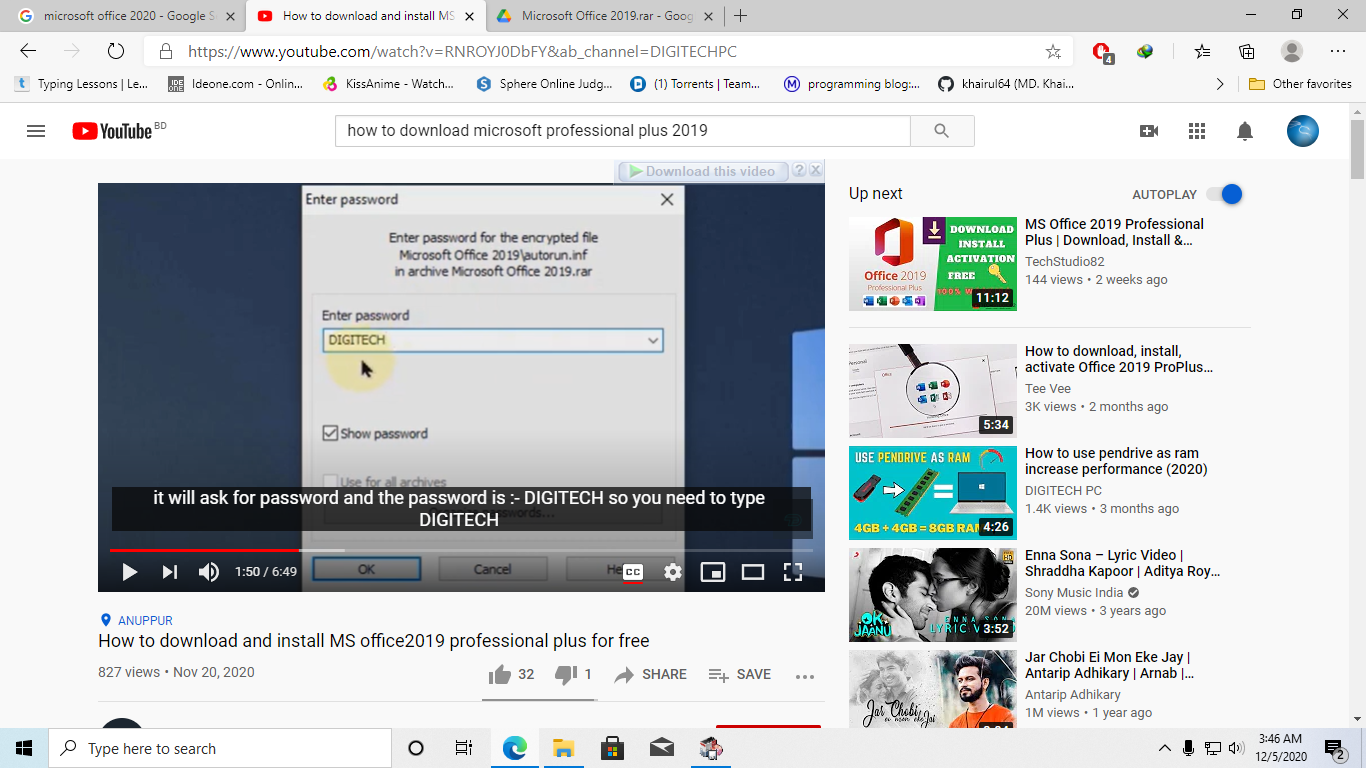 microsoft office 2020 - Google S
How to download and install MS
Microsoft Office 2019.rar - Goog
https://www.youtube.com/watch?v=RNROYJ0DbFY&ab_channel=DIGITECHPC
4
Typing Lessons | Le...
Ideone.com - Onlin...
KissAnime - Watch...
Sphere Online Judg...
(1) Torrents | Team...
programming blog:...
khairul64 (MD. Khai...
Other favorites
YouTube BD
how to download microsoft professional plus 2019
Download this video
Enter password
Enter password for the encrypted file
Microsoft Office 2019\autorun.inf
in archive Microsoft Office 2019.rar
Enter password
DIGITECH
Show password
Use for all archives
it will ask for password and the password is :- DIGITECH so you need to type
DIGITECH
OK
Cancel
He
CC
1:50 / 6:49
ANUPPUR
How to download and install MS office2019 professional plus for free
827 views • Nov 20, 2020
32
1
SHARE
SAVE
Up next
AUTOPLAY
DOWNLOAD
INSTALL
ACTIVATION
FREE
Office 2019
Professional Plus
11:12
MS Office 2019 Professional
Plus | Download, Install &...
TechStudio82
144 views • 2 weeks ago
5:34
How to download, install,
activate Office 2019 ProPlus...
Tee Vee
3K views • 2 months ago
USE PENDRIVE AS RAM
4GB + 4GB = 8GB RAM
4:26
How to use pendrive as ram
increase performance (2020)
DIGITECH PC
1.4K views • 3 months ago
OK
JAANU
ENNA SONA
LYRIC V
3:52
Enna Sona – Lyric Video |
Shraddha Kapoor | Aditya Roy...
Sony Music India
20M views • 3 years ago
Jar Chobi
Jar Chobi Ei Mon Eke Jay |
Antarip Adhikary | Arnab |...
Antarip Adhikary
1M views • 1 year ago
Type here to search
3:46 AM
12/5/2020
2